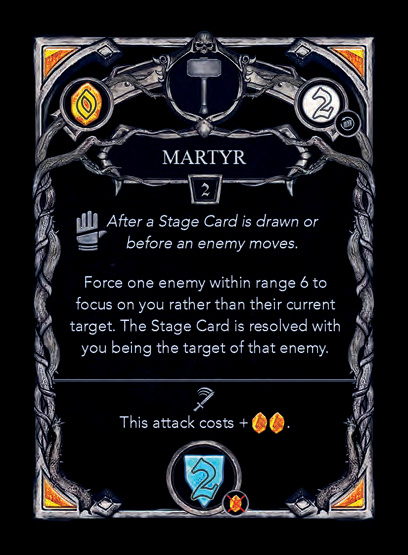 0
2
MARTYR
2
After a Stage Card is drawn or
before an enemy moves.
Force one enemy within range 6 to
focus on you rather than their current
target. The Stage Card is resolved with
you being the target of that enemy.
This attack costs + .
2